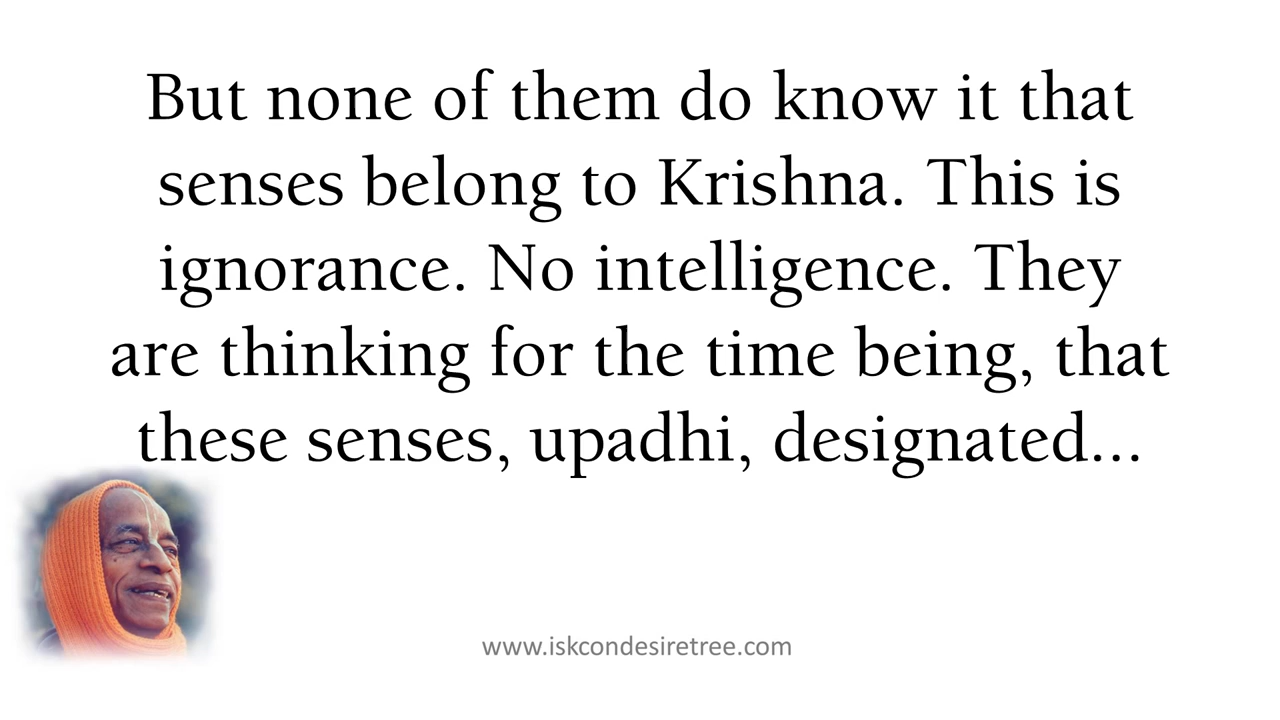 But none of them do know it that
senses belong to Krishna. This is
ignorance. No intelligence. They
are thinking for the time being, that
these senses, upadhi, designated...
www.iskcondesiretree.com